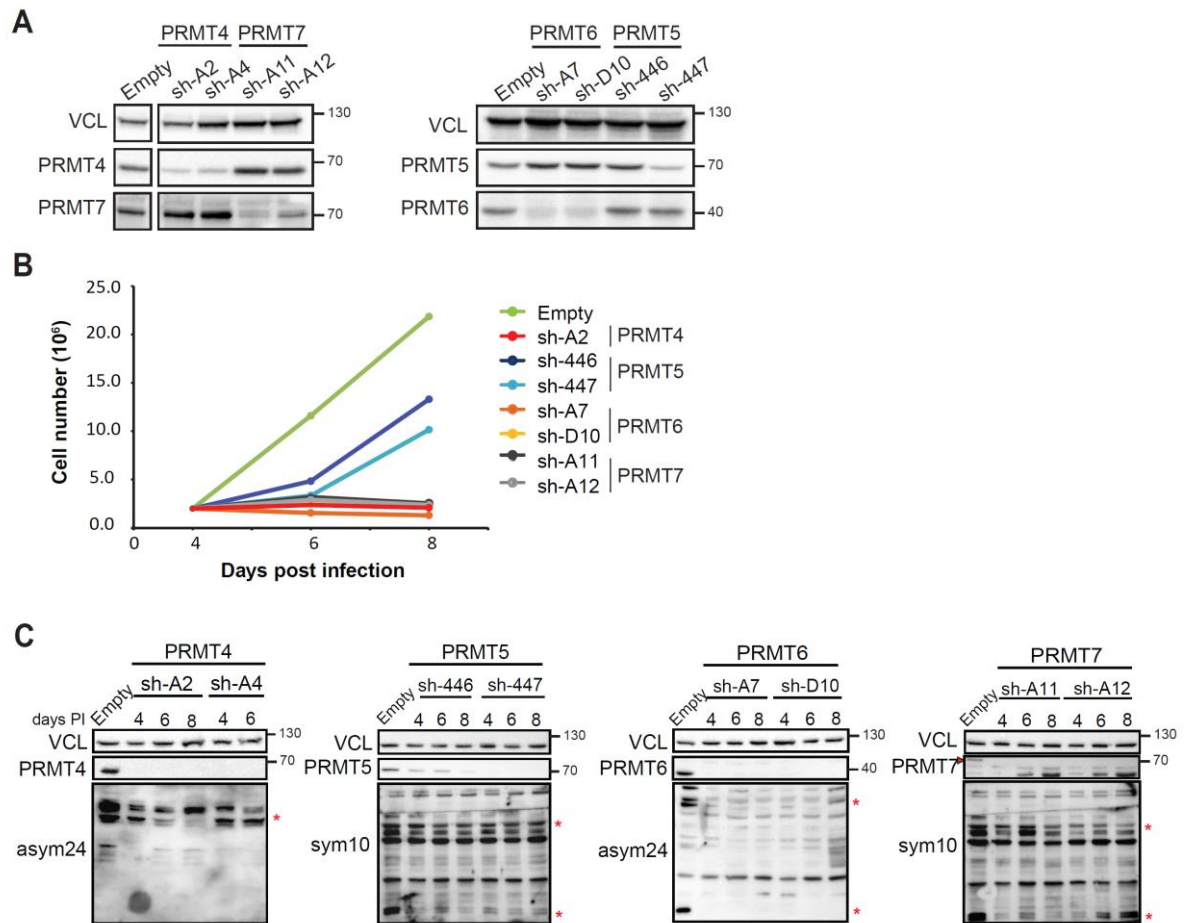 A
PRMT4 PRMT7
Empty sh-A2 sh-A4 sh-A11 sh-A12
VCL 130
PRMT4 70
PRMT7 70
PRMT6 PRMT5
Empty sh-A7 sh-D10 sh-446 sh-447
VCL 130
PRMT5 70
PRMT6 40
B
Cell number (10⁶)
25.0
20.0
15.0
10.0
5.0
0.0
0 4 6 8
Days post infection
Empty
sh-A2 PRMT4
sh-446
sh-447
PRMT5
sh-A7
sh-D10
PRMT6
sh-A11
sh-A12
PRMT7
C
PRMT4
Empty sh-A2 sh-A4
days PI 4 6 8 4 6
VCL 130
PRMT4 70
asym24 *
PRMT5
Empty sh-446 sh-447
4 6 8 4 6 8
VCL 130
PRMT5 70
sym10 *
*
PRMT6
Empty sh-A7 sh-D10
4 6 8 4 6 8
VCL 130
PRMT6 40
asym24 *
*
PRMT7
Empty sh-A11 sh-A12
4 6 8 4 6 8
VCL 130
PRMT7 70
sym10 *
*